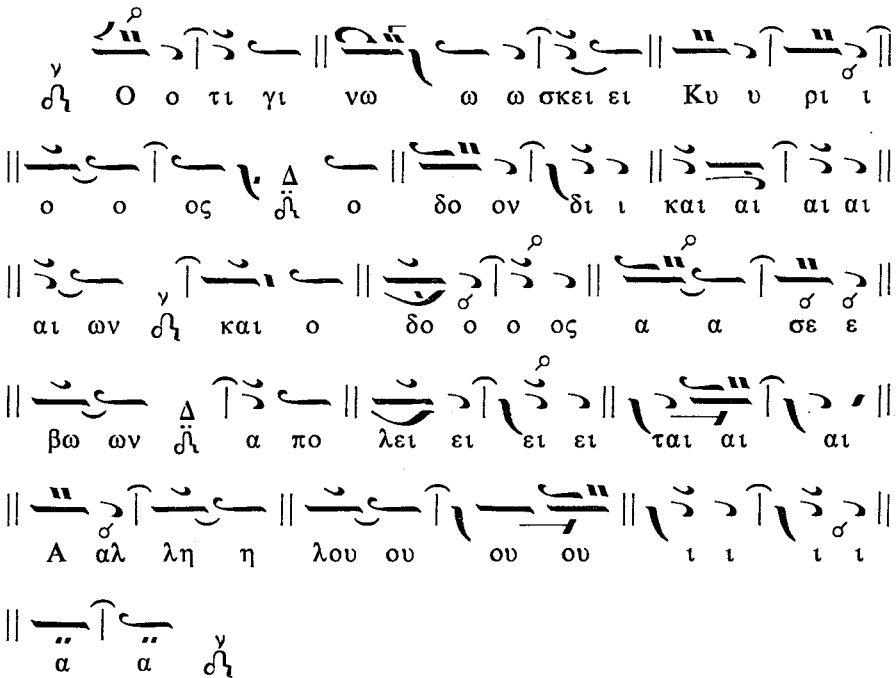 ν Ο ο τι γι νω ω ω σκει ει Κυ υ ρι ι
ο ο ος Δ ο δο ον δι ι και αι αι αι
αι ων ν και ο δο ο ο ος α α σε ε
βω ων Δ α πο λει ει ει ει ται αι αι
Α αλ λη η λου ου ου ου ι ι ι ι
α α ν